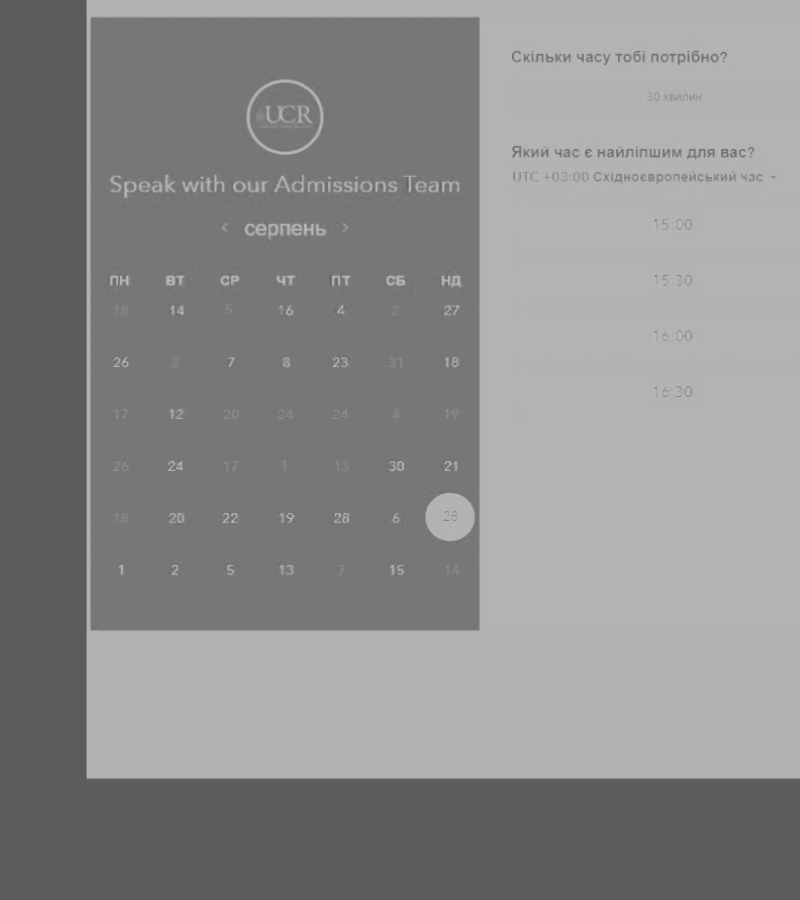 UCR
Speak with our Admissions Team
< серпень >
ПН ВТ СР ЧТ ПТ СБ НД
18 14 5 16 4 2 27
26 2 7 8 23 31 18
17 12 20 24 24 4 19
26 24 17 1 13 30 21
18 20 22 19 28 6 28
1 2 5 13 7 15 14
Скільки часу тобі потрібно?
30 хвилин
Який час є найліпшим для вас?
UTC +03:00 Східноєвропейський час
15:00
15:30
16:00
16:30